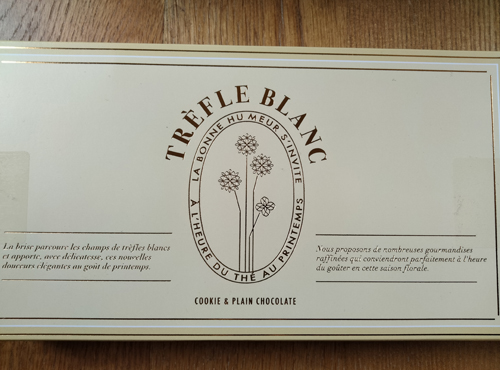 TRÈFLE BLANC
LA BONNE HUMEUR S'INVITE
À L'HEURE DU THÉ AU PRINTEMPS
La brise parcoure les champs de trèfles blancs
et apporte, avec délicatesse, ces nouvelles
douceurs élégantes au goût de printemps.
Nous proposons de nombreuses gourmandises
raffinées qui conviendront parfaitement à l'heure
du goûter en cette saison florale.
COOKIE & PLAIN CHOCOLATE